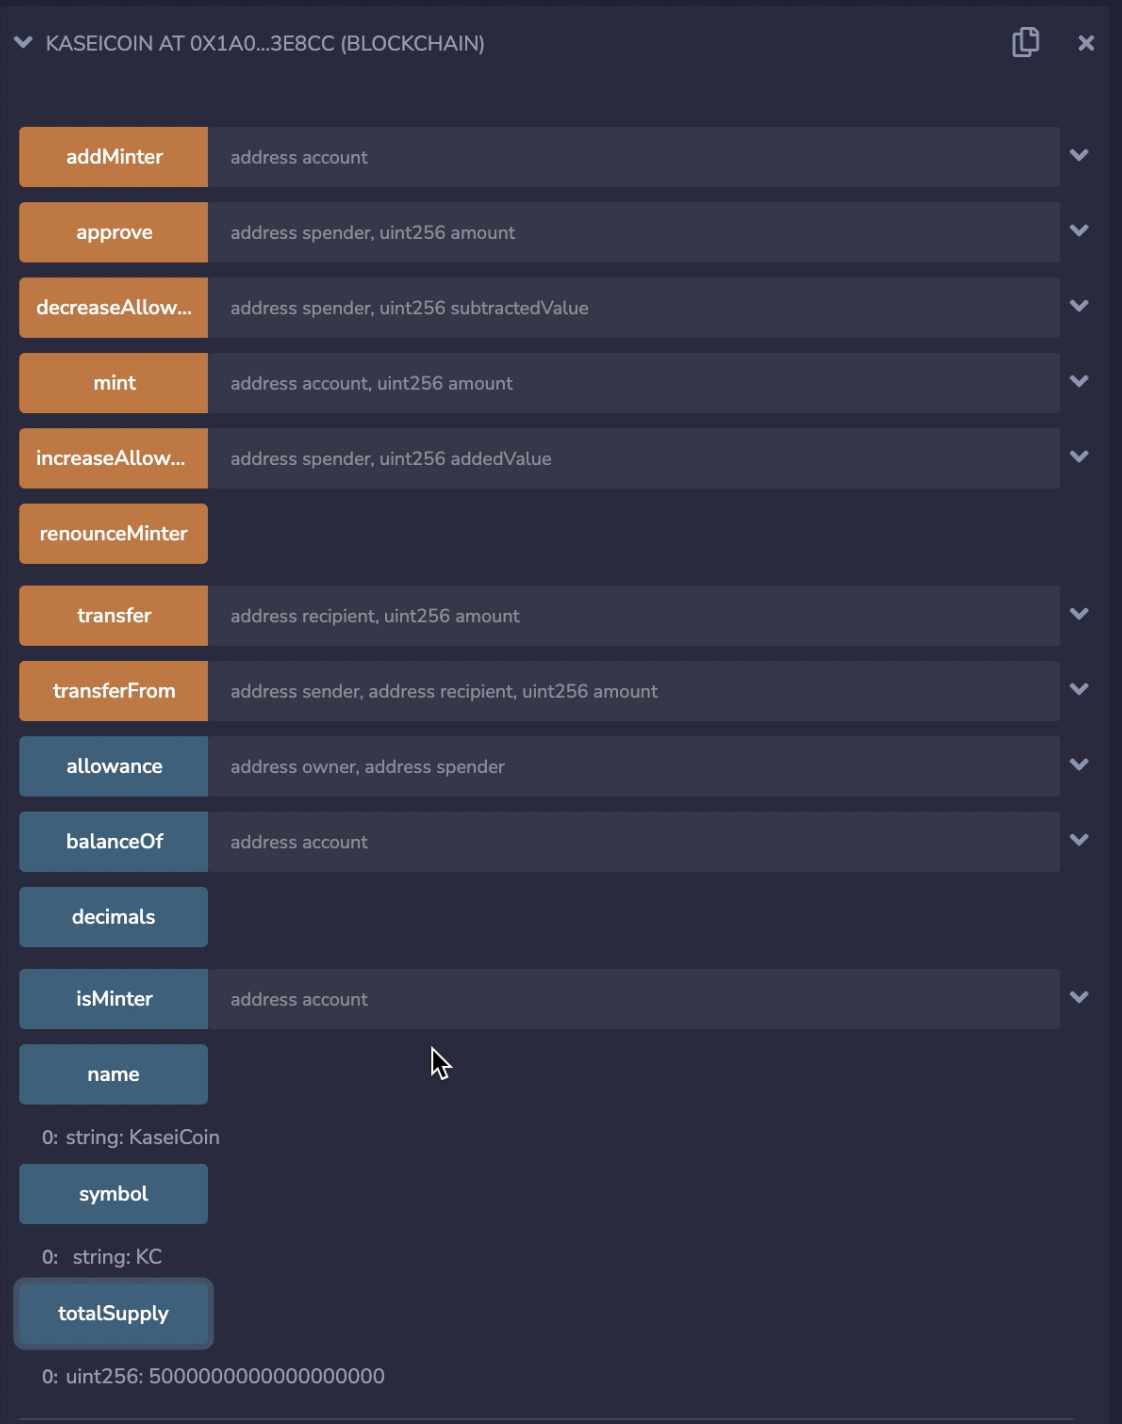 KASEICOIN AT 0X1A0...3E8CC (BLOCKCHAIN)
addMinter address account
approve address spender, uint256 amount
decreaseAllow... address spender, uint256 subtractedValue
mint address account, uint256 amount
increaseAllow... address spender, uint256 addedValue
renounceMinter
transfer address recipient, uint256 amount
transferFrom address sender, address recipient, uint256 amount
allowance address owner, address spender
balanceOf address account
decimals
isMinter address account
name
0: string: KaseiCoin
symbol
0: string: KC
totalSupply
0: uint256: 5000000000000000000